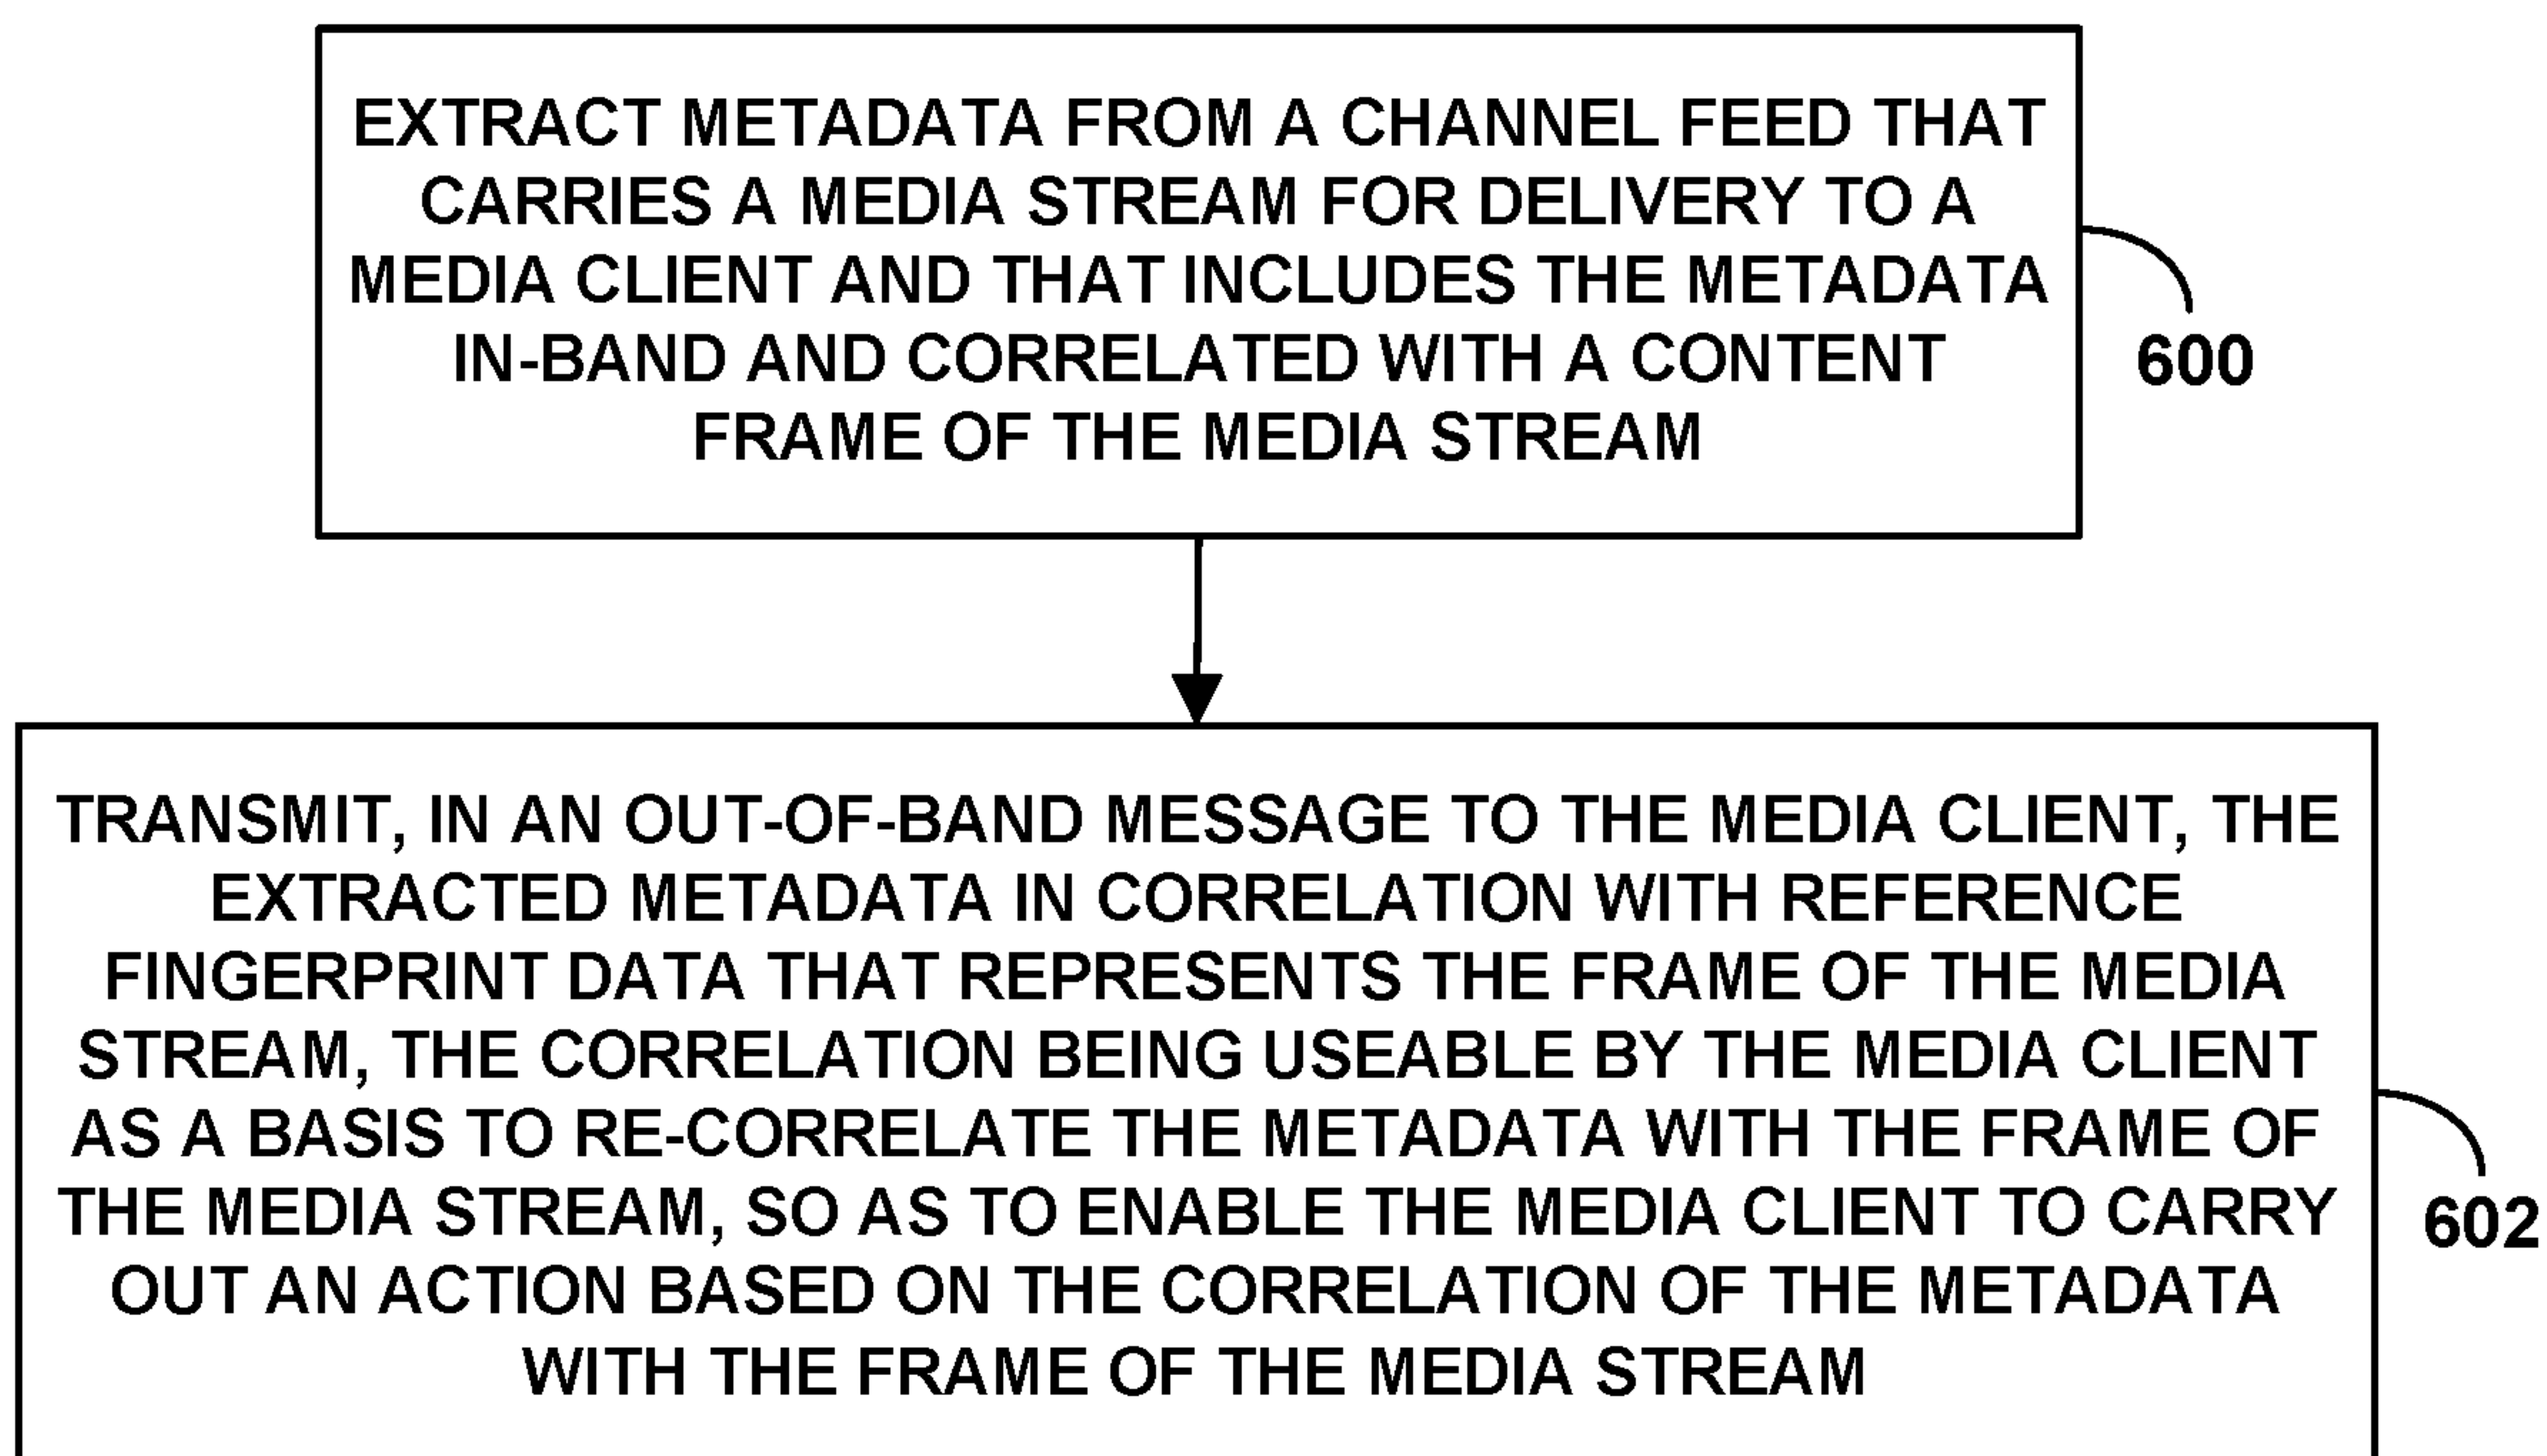 EXTRACT METADATA FROM A CHANNEL FEED THAT
CARRIES A MEDIA STREAM FOR DELIVERY TO A
MEDIA CLIENT AND THAT INCLUDES THE METADATA
IN-BAND AND CORRELATED WITH A CONTENT
FRAME OF THE MEDIA STREAM
600
TRANSMIT, IN AN OUT-OF-BAND MESSAGE TO THE MEDIA CLIENT, THE
EXTRACTED METADATA IN CORRELATION WITH REFERENCE
FINGERPRINT DATA THAT REPRESENTS THE FRAME OF THE MEDIA
STREAM, THE CORRELATION BEING USEABLE BY THE MEDIA CLIENT
AS A BASIS TO RE-CORRELATE THE METADATA WITH THE FRAME OF
THE MEDIA STREAM, SO AS TO ENABLE THE MEDIA CLIENT TO CARRY
OUT AN ACTION BASED ON THE CORRELATION OF THE METADATA
WITH THE FRAME OF THE MEDIA STREAM
602